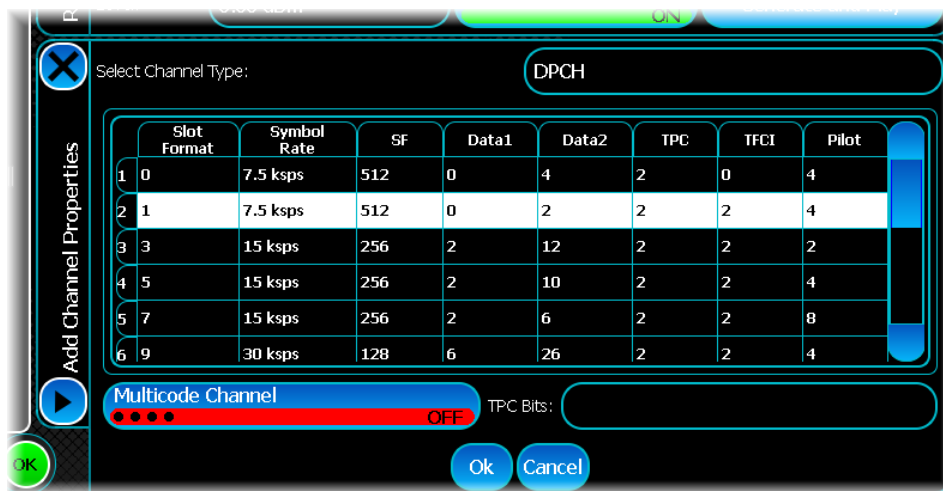 ON
Select Channel Type: DPCH
Add Channel Properties
Slot Format Symbol Rate SF Data1 Data2 TPC TFCI Pilot
1 0 7.5 ksps 512 0 4 2 0 4
2 1 7.5 ksps 512 0 2 2 2 4
3 3 15 ksps 256 2 12 2 2 2
4 5 15 ksps 256 2 10 2 2 4
5 7 15 ksps 256 2 6 2 2 8
6 9 30 ksps 128 6 26 2 2 4
Multicode Channel
OFF
TPC Bits:
OK
Ok Cancel